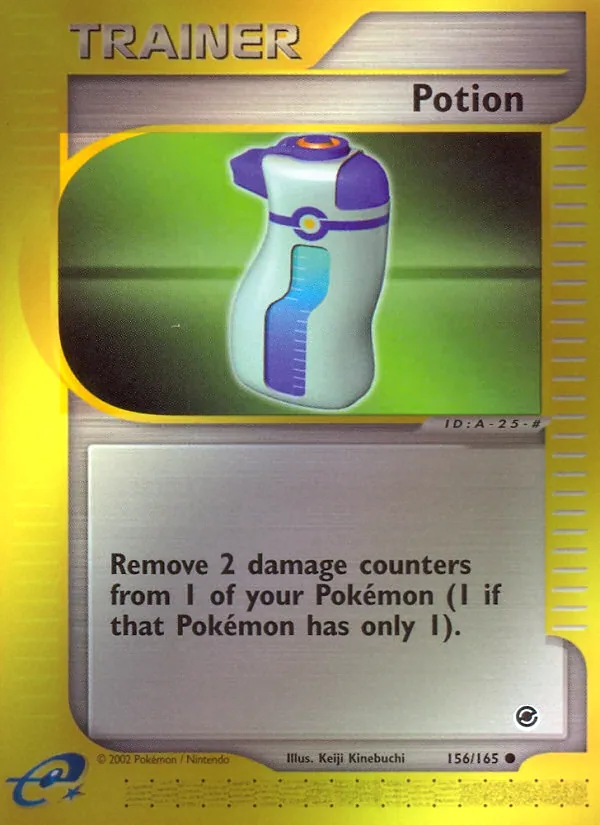 TRAINER
Potion
ID:A-25-#
Remove 2 damage counters
from 1 of your Pokémon (1 if
that Pokémon has only 1).
© 2002 Pokémon / Nintendo Illus. Keiji Kinebuchi 156/165
e